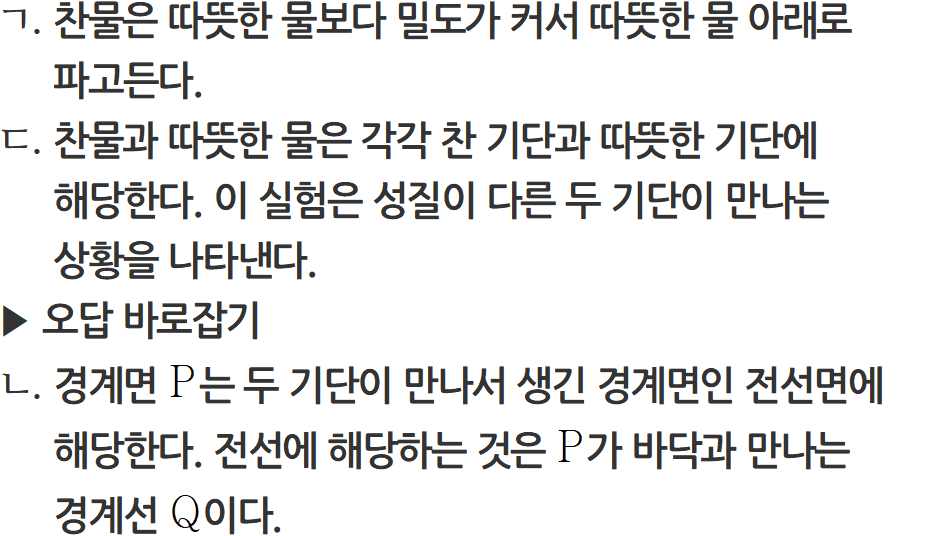 ㄱ. 찬물은 따뜻한 물보다 밀도가 커서 따뜻한 물 아래로
파고든다.
ㄷ. 찬물과 따뜻한 물은 각각 찬 기단과 따뜻한 기단에
해당한다. 이 실험은 성질이 다른 두 기단이 만나는
상황을 나타낸다.
▶ 오답 바로잡기
ㄴ. 경계면 P는 두 기단이 만나서 생긴 경계면인 전선면에
해당한다. 전선에 해당하는 것은 P가 바닥과 만나는
경계선 Q이다.